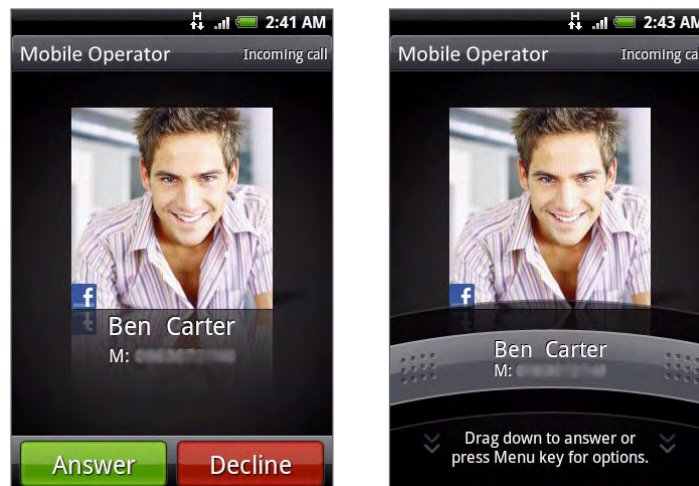 H 2:41 AM
Mobile Operator Incoming call
f
Ben Carter
M:
Answer Decline
H 2:43 AM
Mobile Operator Incoming cal
f
Ben Carter
M:
Drag down to answer or
press Menu key for options.